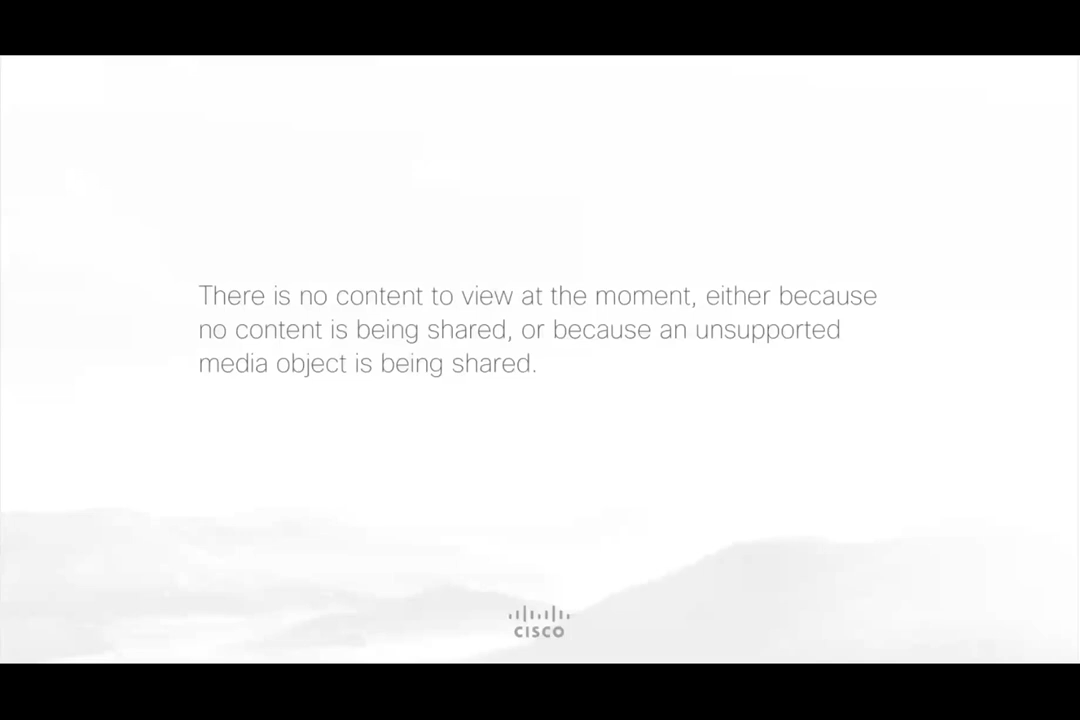 There is no content to view at the moment, either because
no content is being shared, or because an unsupported
media object is being shared.
CISCO